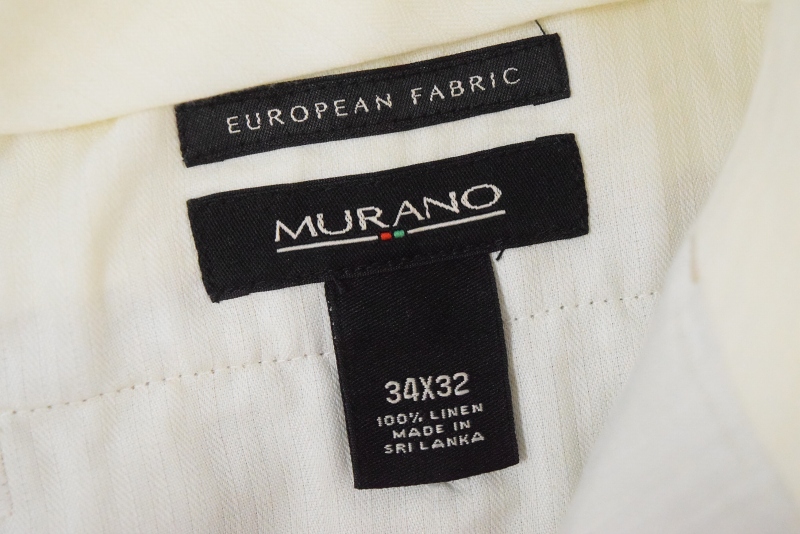 EUROPEAN FABRIC
MURANO
34X32
100% LINEN
MADE IN
SRI LANKA